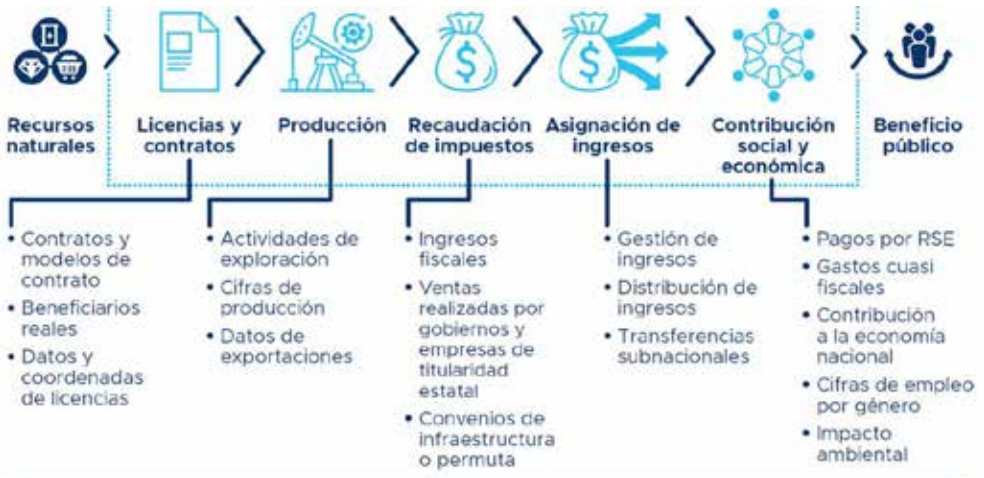 Recursos
naturales
Licencias y
contratos
Producción
Recaudación
de impuestos
Asignación de
ingresos
Contribución
social y
económica
Beneficio
público
• Contratos y
modelos de
contrato
• Beneficiarios
reales
• Datos y
coordenadas
de licencias
• Actividades de
exploración
• Cifras de
producción
• Datos de
exportaciones
• Ingresos
fiscales
• Ventas
realizadas por
gobiernos y
empresas de
titularidad
estatal
• Convenios de
infraestructura
o permuta
• Gestión de
ingresos
• Distribución de
ingresos
• Transferencias
subnacionales
• Pagos por RSE
• Gastos cuasi
fiscales
• Contribución
a la economía
nacional
• Cifras de empleo
por género
• Impacto
ambiental